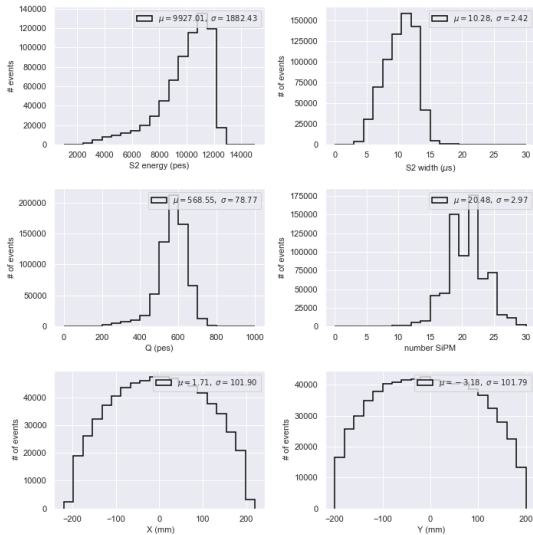 μ = 9927.01, σ = 1882.43
140000
120000
100000
80000
60000
40000
20000
0
# of events
2000 4000 6000 8000 10000 12000 14000
S2 energy (pes)
μ = 10.28, σ = 2.42
150000
125000
100000
75000
50000
25000
0
# of events
0 5 10 15 20 25 30
S2 width (μs)
μ = 568.55, σ = 78.77
200000
150000
100000
50000
0
# of events
0 200 400 600 800 1000
Q (pes)
μ = 20.48, σ = 2.97
175000
150000
125000
100000
75000
50000
25000
0
# of events
0 5 10 15 20 25 30
number SiPM
μ = 1.71, σ = 101.90
40000
30000
20000
10000
0
# of events
−200 −100 0 100 200
X (mm)
μ = −3.18, σ = 101.79
40000
30000
20000
10000
0
# of events
−200 −100 0 100 200
Y (mm)